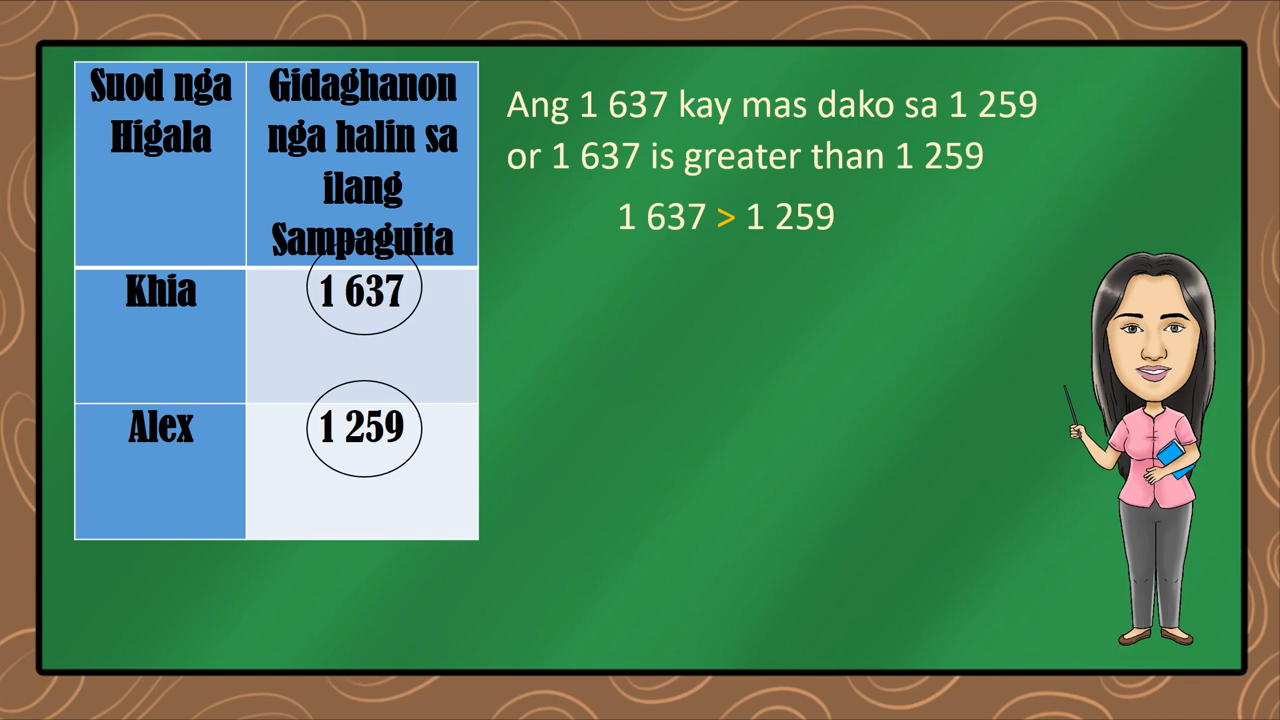 Suod nga
Higala
Gidaghanon
nga halin sa
ilang
Sampaguita
Khia
1 637
Alex
1 259
Ang 1 637 kay mas dako sa 1 259
or 1 637 is greater than 1 259
1 637 > 1 259